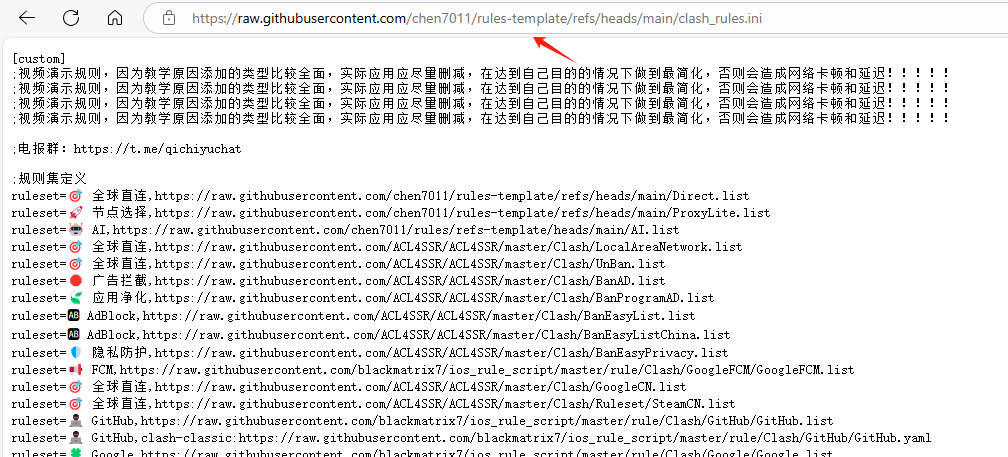 https://raw.githubusercontent.com/chen7011/rules-template/refs/heads/main/clash_rules.ini
[custom]
;视频演示规则，因为教学原因添加的类型比较全面，实际应用应尽量删减，在达到自己目的的情况下做到最简化，否则会造成网络卡顿和延迟！！！！！
;视频演示规则，因为教学原因添加的类型比较全面，实际应用应尽量删减，在达到自己目的的情况下做到最简化，否则会造成网络卡顿和延迟！！！！！
;视频演示规则，因为教学原因添加的类型比较全面，实际应用应尽量删减，在达到自己目的的情况下做到最简化，否则会造成网络卡顿和延迟！！！！！
;视频演示规则，因为教学原因添加的类型比较全面，实际应用应尽量删减，在达到自己目的的情况下做到最简化，否则会造成网络卡顿和延迟！！！！！
;电报群：https://t.me/qichiyuchat
;规则集定义
ruleset=🎯 全球直连,https://raw.githubusercontent.com/chen7011/rules-template/refs/heads/main/Direct.list
ruleset=🚀 节点选择,https://raw.githubusercontent.com/chen7011/rules-template/refs/heads/main/ProxyLite.list
ruleset=🤖 AI,https://raw.githubusercontent.com/chen7011/rules/refs-template/heads/main/AI.list
ruleset=🎯 全球直连,https://raw.githubusercontent.com/ACL4SSR/ACL4SSR/master/Clash/LocalAreaNetwork.list
ruleset=🎯 全球直连,https://raw.githubusercontent.com/ACL4SSR/ACL4SSR/master/Clash/UnBan.list
ruleset=🛑 广告拦截,https://raw.githubusercontent.com/ACL4SSR/ACL4SSR/master/Clash/BanAD.list
ruleset=🍃 应用净化,https://raw.githubusercontent.com/ACL4SSR/ACL4SSR/master/Clash/BanProgramAD.list
ruleset=🆎 AdBlock,https://raw.githubusercontent.com/ACL4SSR/ACL4SSR/master/Clash/BanEasyList.list
ruleset=🆎 AdBlock,https://raw.githubusercontent.com/ACL4SSR/ACL4SSR/master/Clash/BanEasyListChina.list
ruleset=🛡️ 隐私防护,https://raw.githubusercontent.com/ACL4SSR/ACL4SSR/master/Clash/BanEasyPrivacy.list
ruleset=📢 FCM,https://raw.githubusercontent.com/blackmatrix7/ios_rule_script/master/rule/Clash/GoogleFCM/GoogleFCM.list
ruleset=🎯 全球直连,https://raw.githubusercontent.com/ACL4SSR/ACL4SSR/master/Clash/GoogleCN.list
ruleset=🎯 全球直连,https://raw.githubusercontent.com/ACL4SSR/ACL4SSR/master/Clash/Ruleset/SteamCN.list
ruleset=👨🏿‍💻 GitHub,https://raw.githubusercontent.com/blackmatrix7/ios_rule_script/master/rule/Clash/GitHub/GitHub.list
ruleset=👨🏿‍💻 GitHub,clash-classic:https://raw.githubusercontent.com/blackmatrix7/ios_rule_script/master/rule/Clash/GitHub/GitHub.yaml
ruleset=🍀 Google,https://raw.githubusercontent.com/blackmatrix7/ios_rule_script/master/rule/Clash/Google/Google.list